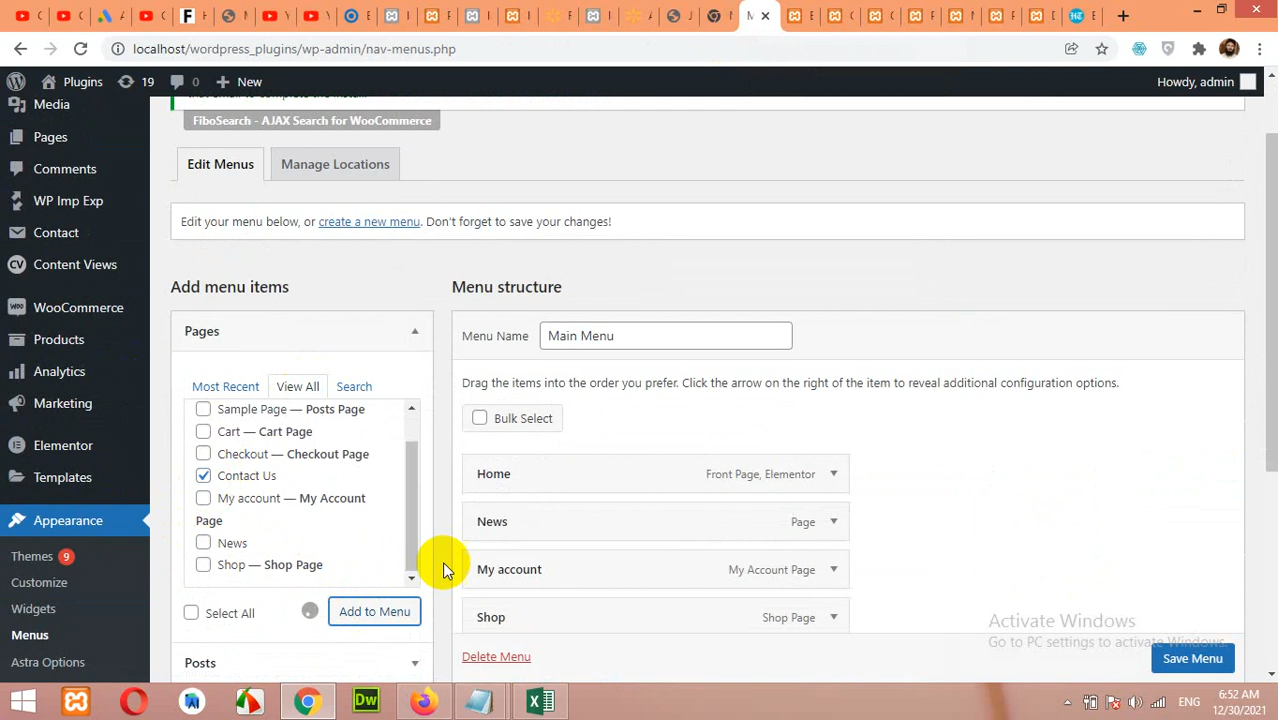 localhost/wordpress_plugins/wp-admin/nav-menus.php
Plugins 19 0 New
Howdy, admin
FiboSearch - AJAX Search for WooCommerce
Media
Pages
Comments
WP Imp Exp
Contact
Content Views
WooCommerce
Products
Analytics
Marketing
Elementor
Templates
Appearance
Themes 9
Customize
Widgets
Menus
Astra Options
Edit Menus
Manage Locations
Edit your menu below, or create a new menu. Don't forget to save your changes!
Add menu items
Pages
Most Recent
View All
Search
Sample Page — Posts Page
Cart — Cart Page
Checkout — Checkout Page
Contact Us
My account — My Account
Page
News
Shop — Shop Page
Select All
Add to Menu
Posts
Menu structure
Menu Name
Main Menu
Drag the items into the order you prefer. Click the arrow on the right of the item to reveal additional configuration options.
Bulk Select
Home
Front Page, Elementor
News
Page
My account
My Account Page
Shop
Shop Page
Delete Menu
Save Menu
Activate Windows
Go to PC settings to activate Windows.
Dw
ENG
6:52 AM
12/30/2021